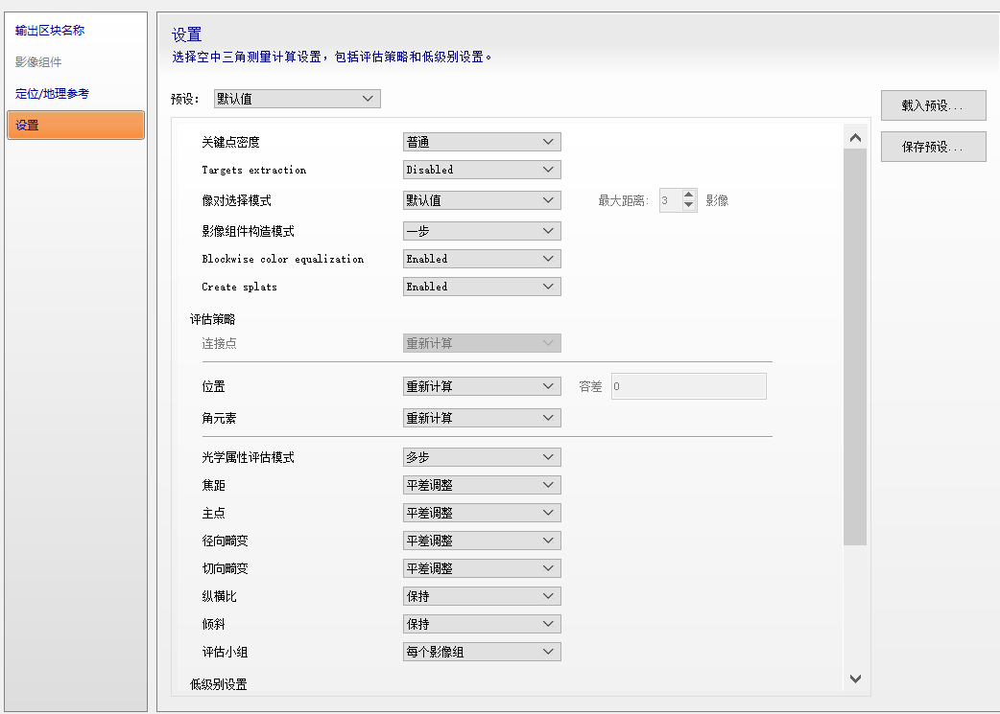 输出区块名称
影像组件
定位/地理参考
设置
设置
选择空中三角测量计算设置，包括评估策略和低级别设置。
预设： 默认值
载入预设...
保存预设...
关键点密度 普通
Targets extraction Disabled
像对选择模式 默认值 最大距离: 3 影像
影像组件构造模式 一步
Blockwise color equalization Enabled
Create splats Enabled
评估策略
连接点 重新计算
位置 重新计算 容差 0
角元素 重新计算
光学属性评估模式 多步
焦距 平差调整
主点 平差调整
径向畸变 平差调整
切向畸变 平差调整
纵横比 保持
倾斜 保持
评估小组 每个影像组
低级别设置